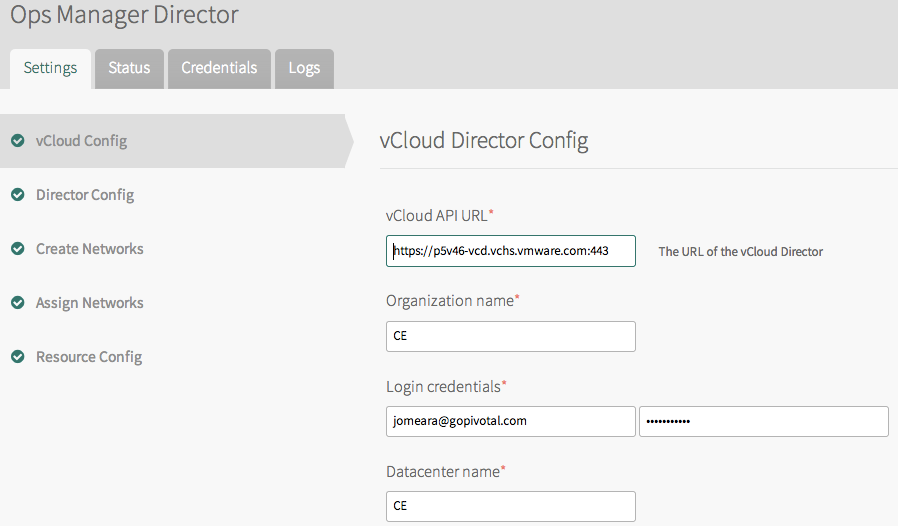 Ops Manager Director
Settings Status Credentials Logs
vCloud Config
Director Config
Create Networks
Assign Networks
Resource Config
vCloud Director Config
vCloud API URL*
https://p5v46-vcd.vchs.vmware.com:443 The URL of the vCloud Director
Organization name*
CE
Login credentials*
jomeara@gopivotal.com •••••••••••
Datacenter name*
CE